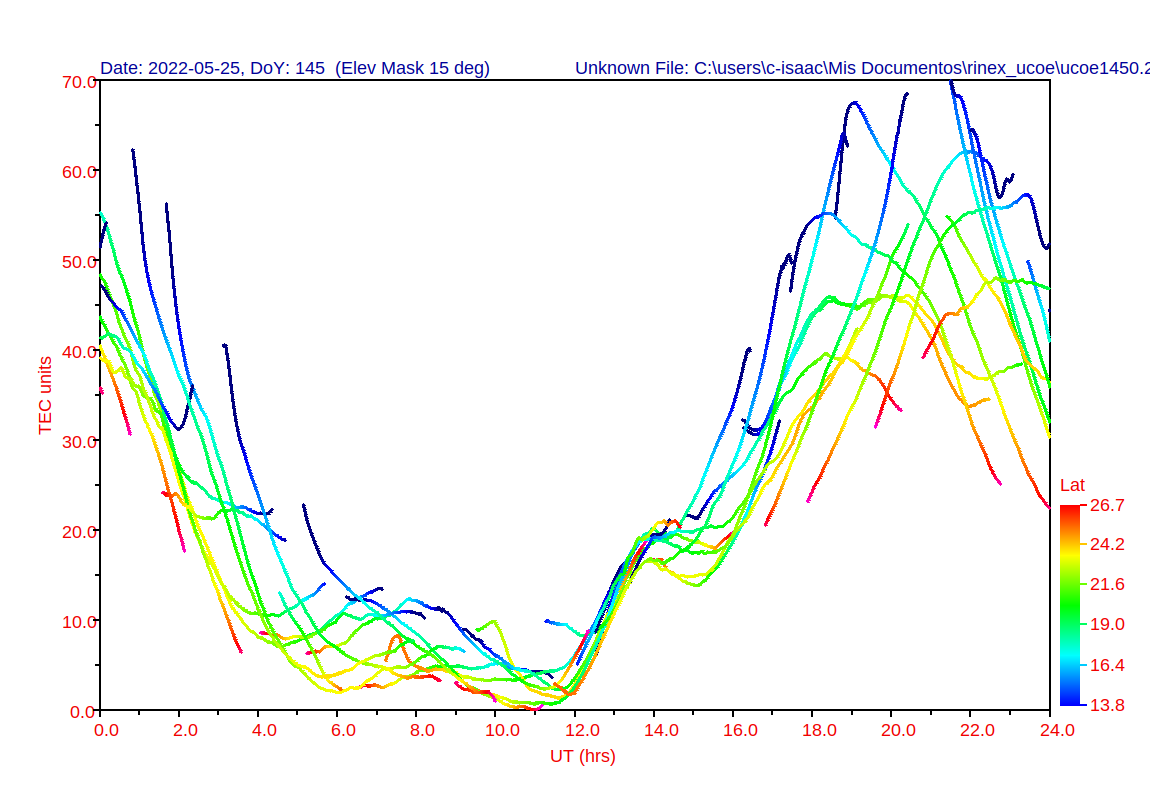 Date: 2022-05-25, DoY: 145  (Elev Mask 15 deg)
Unknown File: C:\users\c-isaac\Mis Documentos\rinex_ucoe\ucoe1450.2
70.0
60.0
50.0
40.0
30.0
20.0
10.0
0.0
TEC units
0.0 2.0 4.0 6.0 8.0 10.0 12.0 14.0 16.0 18.0 20.0 22.0 24.0
UT (hrs)
Lat
26.7
24.2
21.6
19.0
16.4
13.8